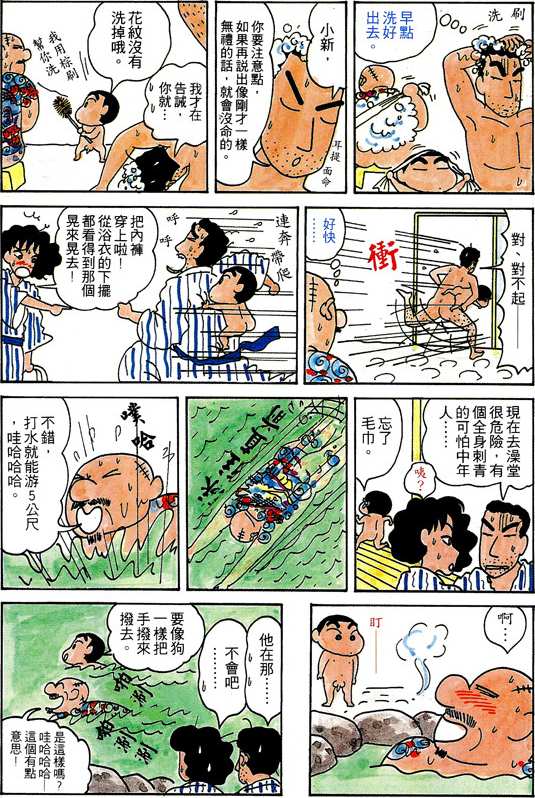 刷
洗
早點
洗好
出去。
小新,
你要注意點,
如果再說出像剛才一樣
無禮的話,就會沒命的。
耳提
面命
花紋沒有
洗掉哦。
我用棕刷
幫你洗
我才在
告誡,
你就…
對、對不起——
衝
……好快
連奔
帶爬
呼
呼
把內褲
穿上啦!
從浴衣的下擺
都看得到那個
晃來晃去!
現在去澡堂
很危險,有
個全身刺青
的可怕中年
人……
咦?
忘了
毛巾。
噗
哈
不錯,
打水就能游5公尺
,哇哈哈哈。
啊…
盯
他在那……
……不會吧
要像狗
一樣把
手撥來
撥去。
啪
唰
啪
唰
是這樣嗎?
哇哈哈哈——
這個有點
意思!